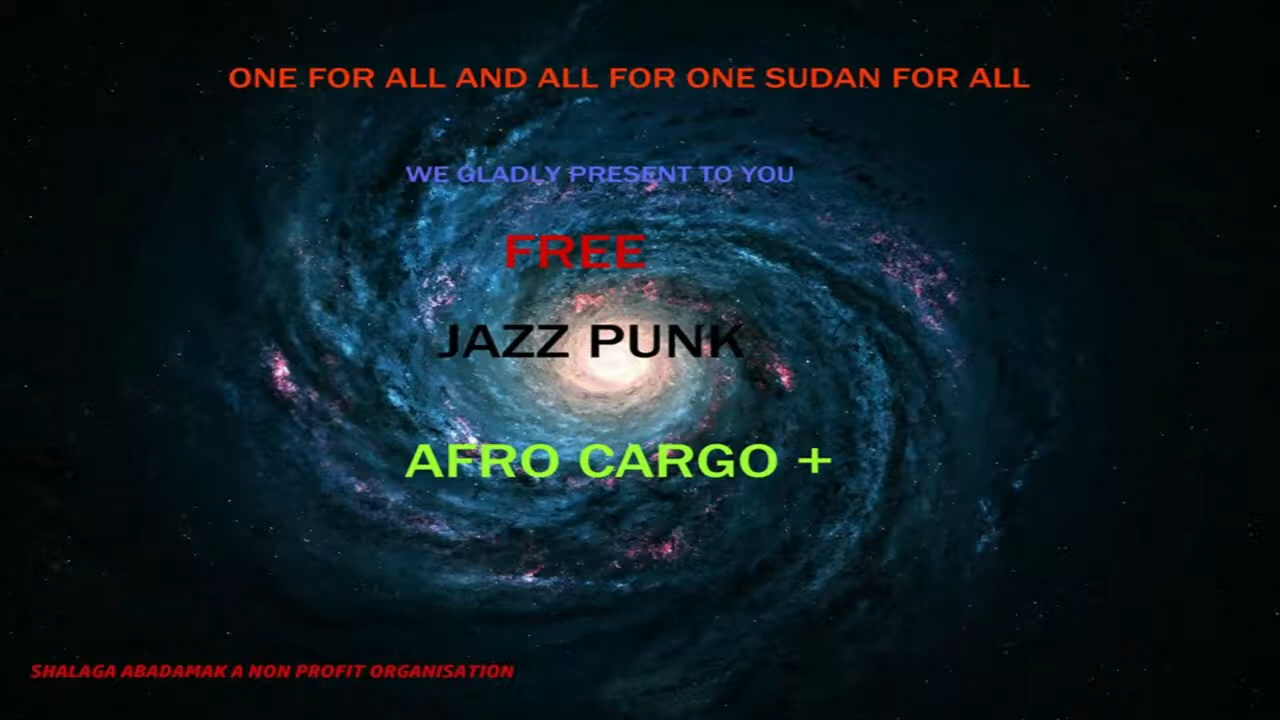 ONE FOR ALL AND ALL FOR ONE SUDAN FOR ALL
WE GLADLY PRESENT TO YOU
FREE
JAZZ PUNK
AFRO CARGO +
SHALAGA ABADAMAK A NON PROFIT ORGANISATION